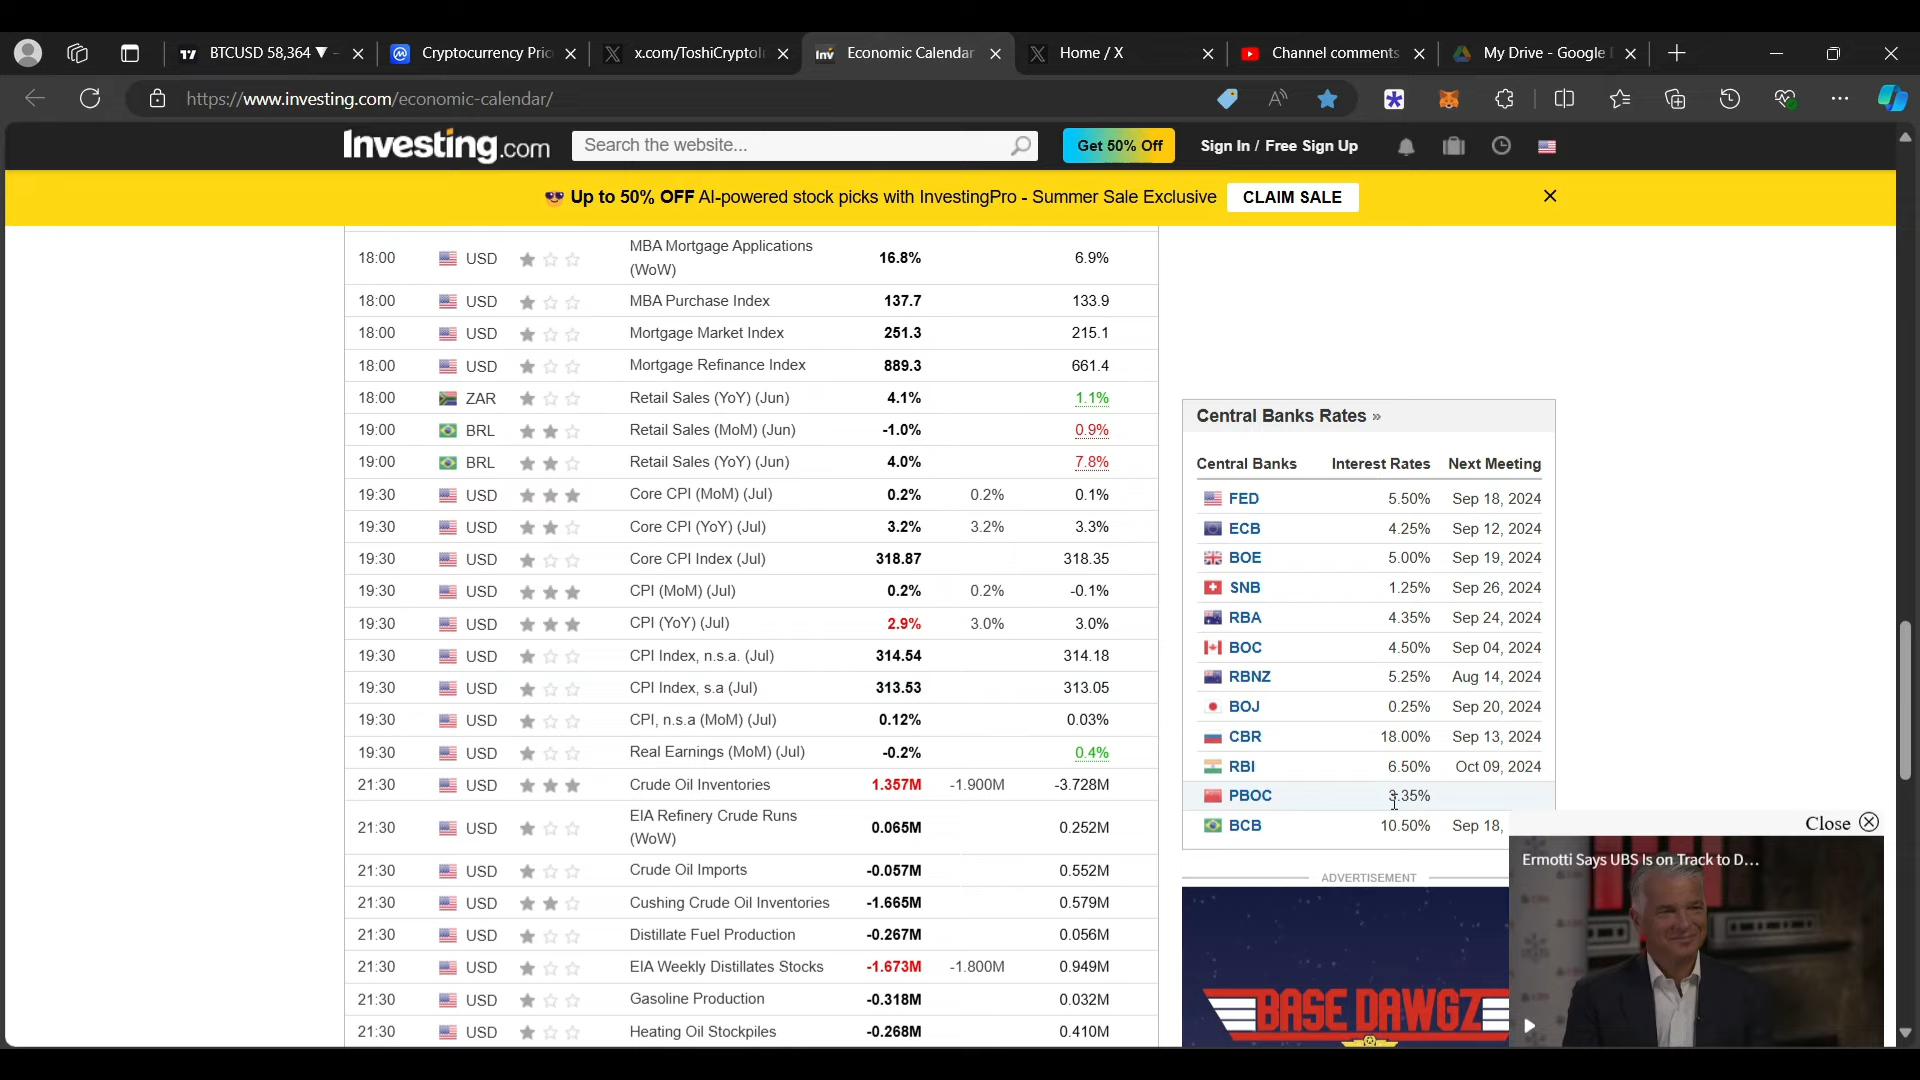 BTCUSD 58,364 ▼
Cryptocurrency Pric
x.com/ToshiCryptoI
Inv Economic Calendar
Home / X
Channel comments
My Drive - Google
https://www.investing.com/economic-calendar/
Investing.com
Search the website...
Get 50% Off
Sign In / Free Sign Up
Up to 50% OFF AI-powered stock picks with InvestingPro - Summer Sale Exclusive
CLAIM SALE
18:00 USD MBA Mortgage Applications 16.8% 6.9%
(WoW)
18:00 USD MBA Purchase Index 137.7 133.9
18:00 USD Mortgage Market Index 251.3 215.1
18:00 USD Mortgage Refinance Index 889.3 661.4
18:00 ZAR Retail Sales (YoY) (Jun) 4.1% 1.1%
19:00 BRL Retail Sales (MoM) (Jun) -1.0% 0.9%
19:00 BRL Retail Sales (YoY) (Jun) 4.0% 7.8%
19:30 USD Core CPI (MoM) (Jul) 0.2% 0.2% 0.1%
19:30 USD Core CPI (YoY) (Jul) 3.2% 3.2% 3.3%
19:30 USD Core CPI Index (Jul) 318.87 318.35
19:30 USD CPI (MoM) (Jul) 0.2% 0.2% -0.1%
19:30 USD CPI (YoY) (Jul) 2.9% 3.0% 3.0%
19:30 USD CPI Index, n.s.a. (Jul) 314.54 314.18
19:30 USD CPI Index, s.a (Jul) 313.53 313.05
19:30 USD CPI, n.s.a (MoM) (Jul) 0.12% 0.03%
19:30 USD Real Earnings (MoM) (Jul) -0.2% 0.4%
21:30 USD Crude Oil Inventories 1.357M -1.900M -3.728M
21:30 USD EIA Refinery Crude Runs 0.065M 0.252M
(WoW)
21:30 USD Crude Oil Imports -0.057M 0.552M
21:30 USD Cushing Crude Oil Inventories -1.665M 0.579M
21:30 USD Distillate Fuel Production -0.267M 0.056M
21:30 USD EIA Weekly Distillates Stocks -1.673M -1.800M 0.949M
21:30 USD Gasoline Production -0.318M 0.032M
21:30 USD Heating Oil Stockpiles -0.268M 0.410M
Central Banks Rates »
Central Banks Interest Rates Next Meeting
FED 5.50% Sep 18, 2024
ECB 4.25% Sep 12, 2024
BOE 5.00% Sep 19, 2024
SNB 1.25% Sep 26, 2024
RBA 4.35% Sep 24, 2024
BOC 4.50% Sep 04, 2024
RBNZ 5.25% Aug 14, 2024
BOJ 0.25% Sep 20, 2024
CBR 18.00% Sep 13, 2024
RBI 6.50% Oct 09, 2024
PBOC 3.35%
BCB 10.50% Sep 18,
Close
Ermotti Says UBS Is on Track to D...
ADVERTISEMENT
BASE DAWGZ